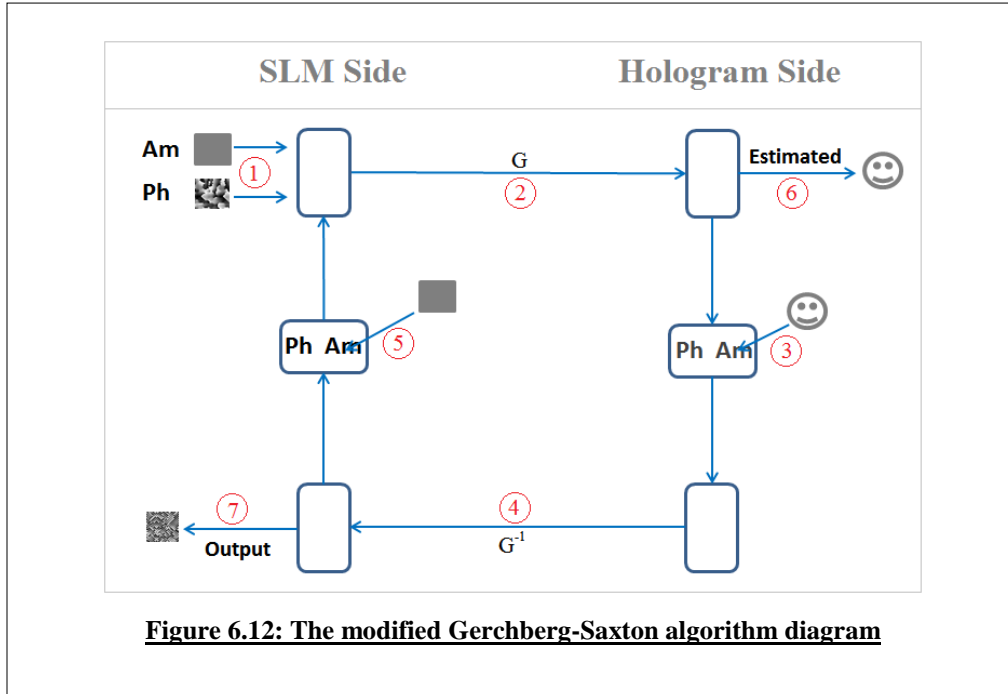 SLM Side Hologram Side
Am
1
Ph
G
2
Estimated
6
Ph Am
5
Ph Am
3
7
Output
4
G⁻¹
Figure 6.12: The modified Gerchberg-Saxton algorithm diagram